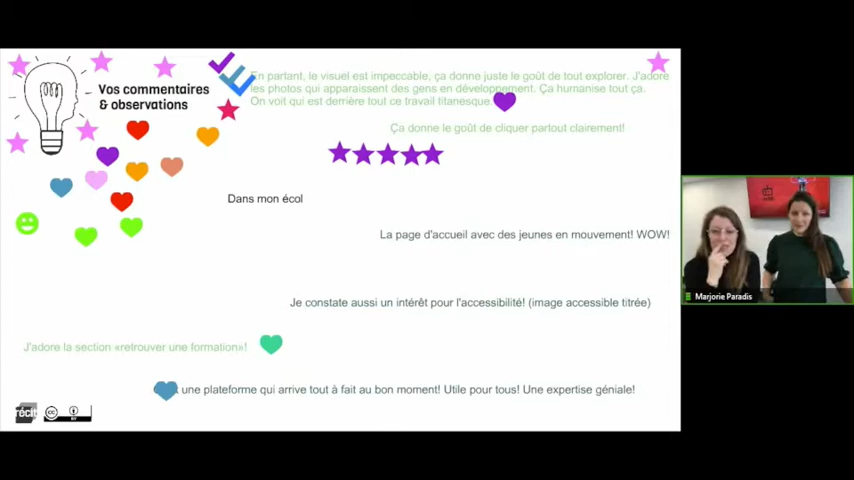 Vos commentaires
& observations
En partant, le visuel est impeccable, ça donne juste le goût de tout explorer. J'adore
les photos qui apparaissent des gens en développement. Ça humanise tout ça.
On voit qui est derrière tout ce travail titanesque
Ça donne le goût de cliquer partout clairement!
Dans mon écol
La page d'accueil avec des jeunes en mouvement! WOW!
Je constate aussi un intérêt pour l'accessibilité! (image accessible titrée)
J'adore la section «retrouver une formation»!
une plateforme qui arrive tout à fait au bon moment! Utile pour tous! Une expertise géniale!
récit
CC
BY
Marjorie Paradis